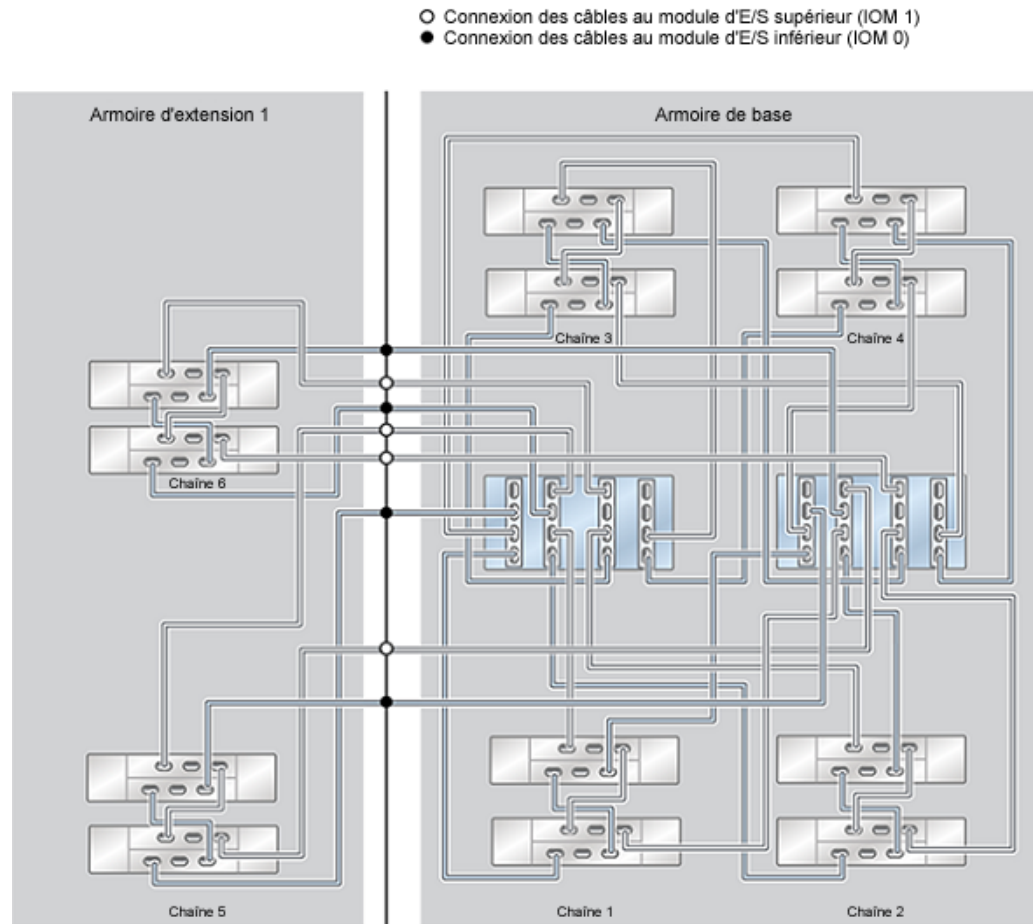 Connexion des câbles au module d'E/S supérieur (IOM 1)
Connexion des câbles au module d'E/S inférieur (IOM 0)
Armoire d'extension 1
Armoire de base
Chaîne 3
Chaîne 4
Chaîne 6
Chaîne 5
Chaîne 1
Chaîne 2